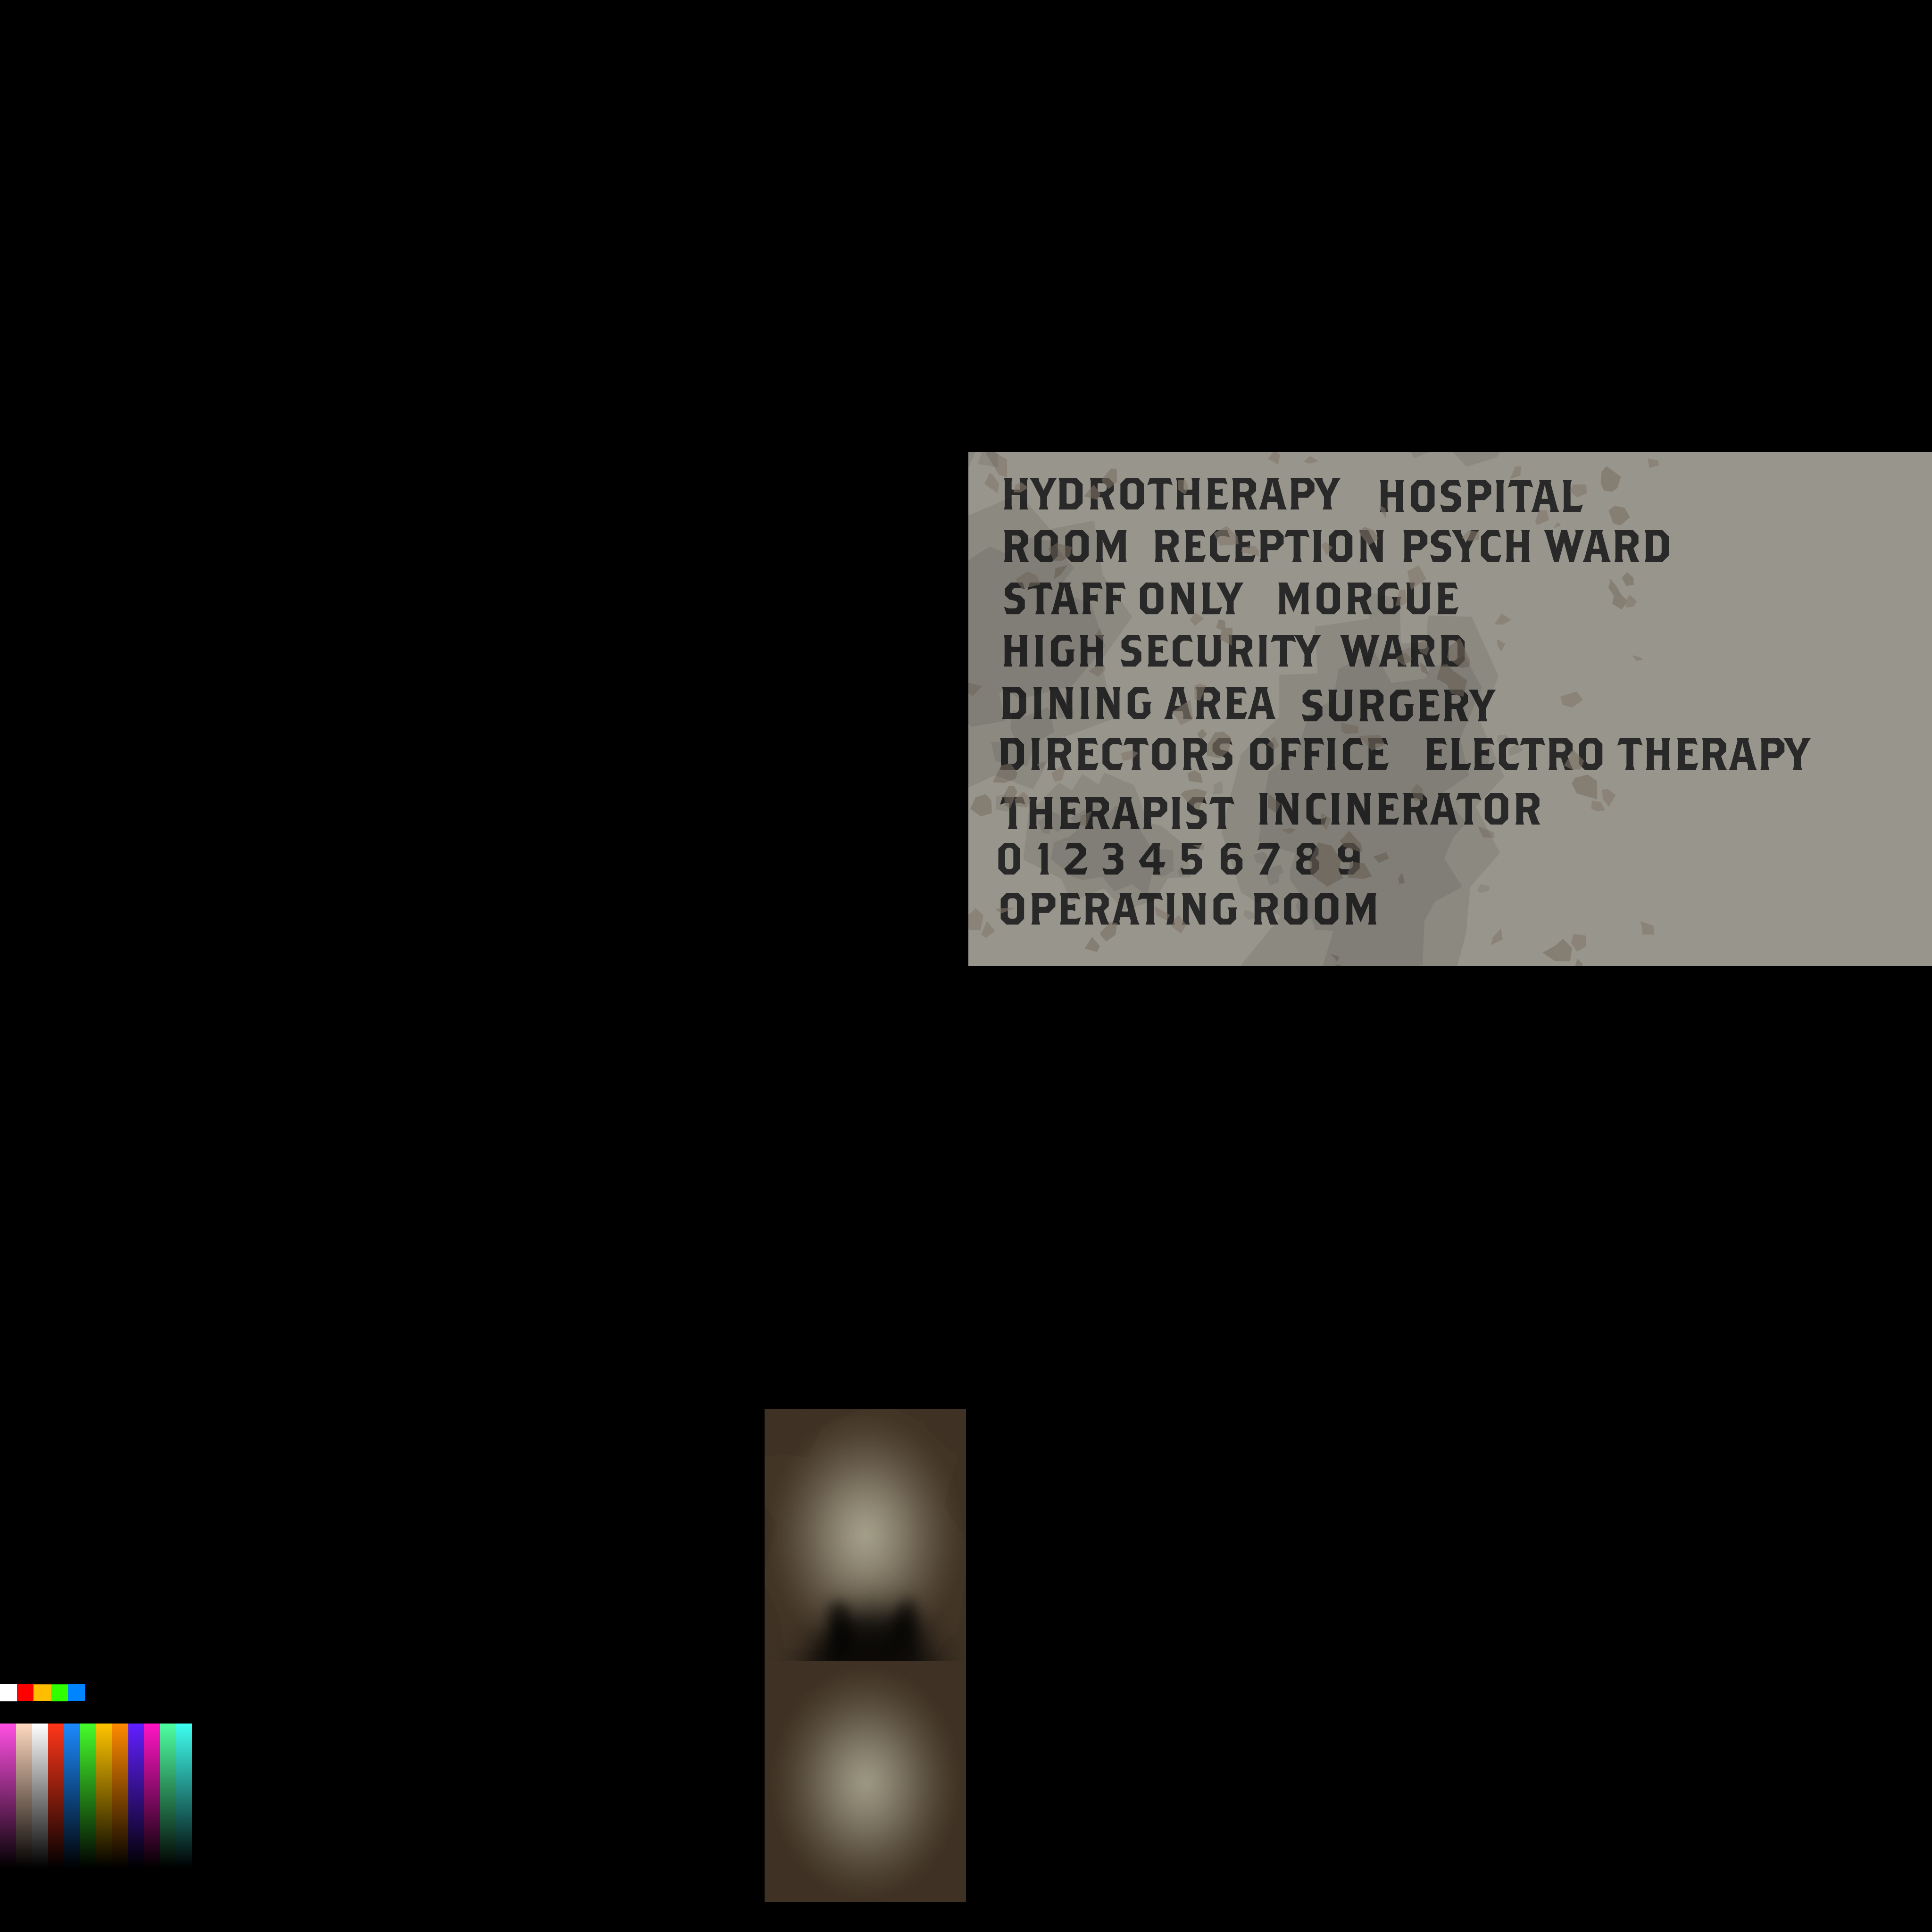 HYDROTHERAPY HOSPITAL
ROOM RECEPTION PSYCH WARD
STAFF ONLY MORGUE
HIGH SECURITY WARD
DINING AREA SURGERY
DIRECTORS OFFICE ELECTRO THERAPY
THERAPIST INCINERATOR
0 1 2 3 4 5 6 7 8 9
OPERATING ROOM